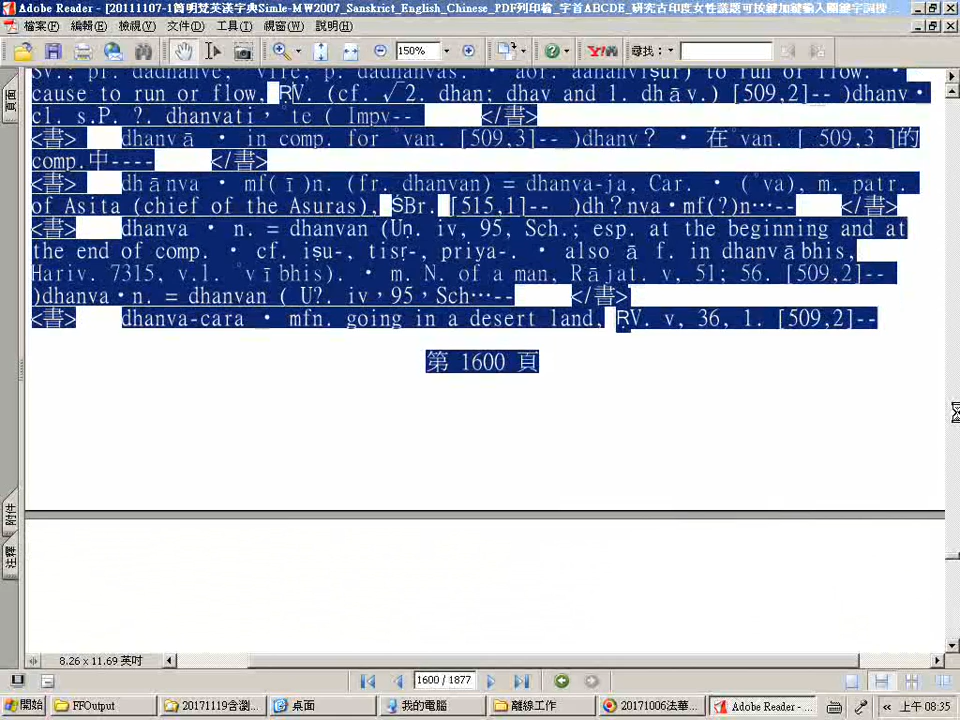 Adobe Reader - [20111107-1簡明梵英漢字典Simle-MW2007_Sanskrict_English_Chinese_PDF列印檔_字首ABCDE_研究古印度女性議題可按鍵加鍵輸入關鍵字詞搜
檔案(F) 編輯(E) 檢視(V) 文件(D) 工具(T) 視窗(W) 說明(H)
150% 尋找:
頁面
cause to run or flow, ṚV. (cf. √2. dhan; dhav and 1. dhāv.) [509,2]-- )dhanv‧
cl. s.P. ?. dhanvati，°te ( Impv-- </書>
<書> dhanvā ‧ in comp. for °van. [509,3]-- )dhanv？‧ 在°van. [ 509,3 ]的
comp.中---- </書>
<書> dhānva ‧ mf(ī)n. (fr. dhanvan) = dhanva-ja, Car. ‧ (°va), m. patr.
of Asita (chief of the Asuras), ŚBr. [515,1]-- )dh？nva‧mf(?)n…-- </書>
<書> dhanva ‧ n. = dhanvan (Uṇ. iv, 95, Sch.; esp. at the beginning and at
the end of comp. ‧ cf. iṣu-, tisṛ-, priya-. ‧ also ā f. in dhanvābhis,
Hariv. 7315, v.l. °vībhis). ‧ m. N. of a man, Rājat. v, 51; 56. [509,2]--
)dhanva‧n. = dhanvan ( U?. iv，95，Sch…-- </書>
<書> dhanva-cara ‧ mfn. going in a desert land, ṚV. v, 36, 1. [509,2]--
第 1600 頁
附件
注釋
8.26 x 11.69 英吋
1600 / 1877
開始 FFOutput 20171119含瀏... 桌面 我的電腦 離線工作 20171006法華... Adobe Reader - [... « 上午 08:35